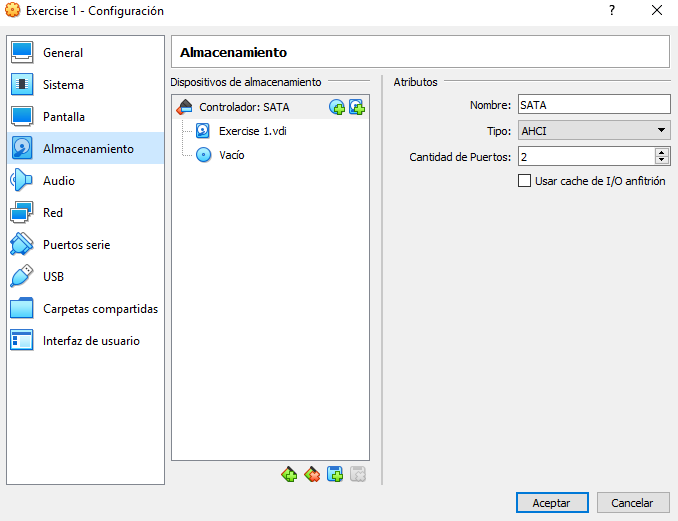 Exercise 1 - Configuración
General
Sistema
Pantalla
Almacenamiento
Audio
Red
Puertos serie
USB
Carpetas compartidas
Interfaz de usuario
Almacenamiento
Dispositivos de almacenamiento
Controlador: SATA
Exercise 1.vdi
Vacío
Atributos
Nombre: SATA
Tipo: AHCI
Cantidad de Puertos: 2
Usar cache de I/O anfitrión
Aceptar
Cancelar